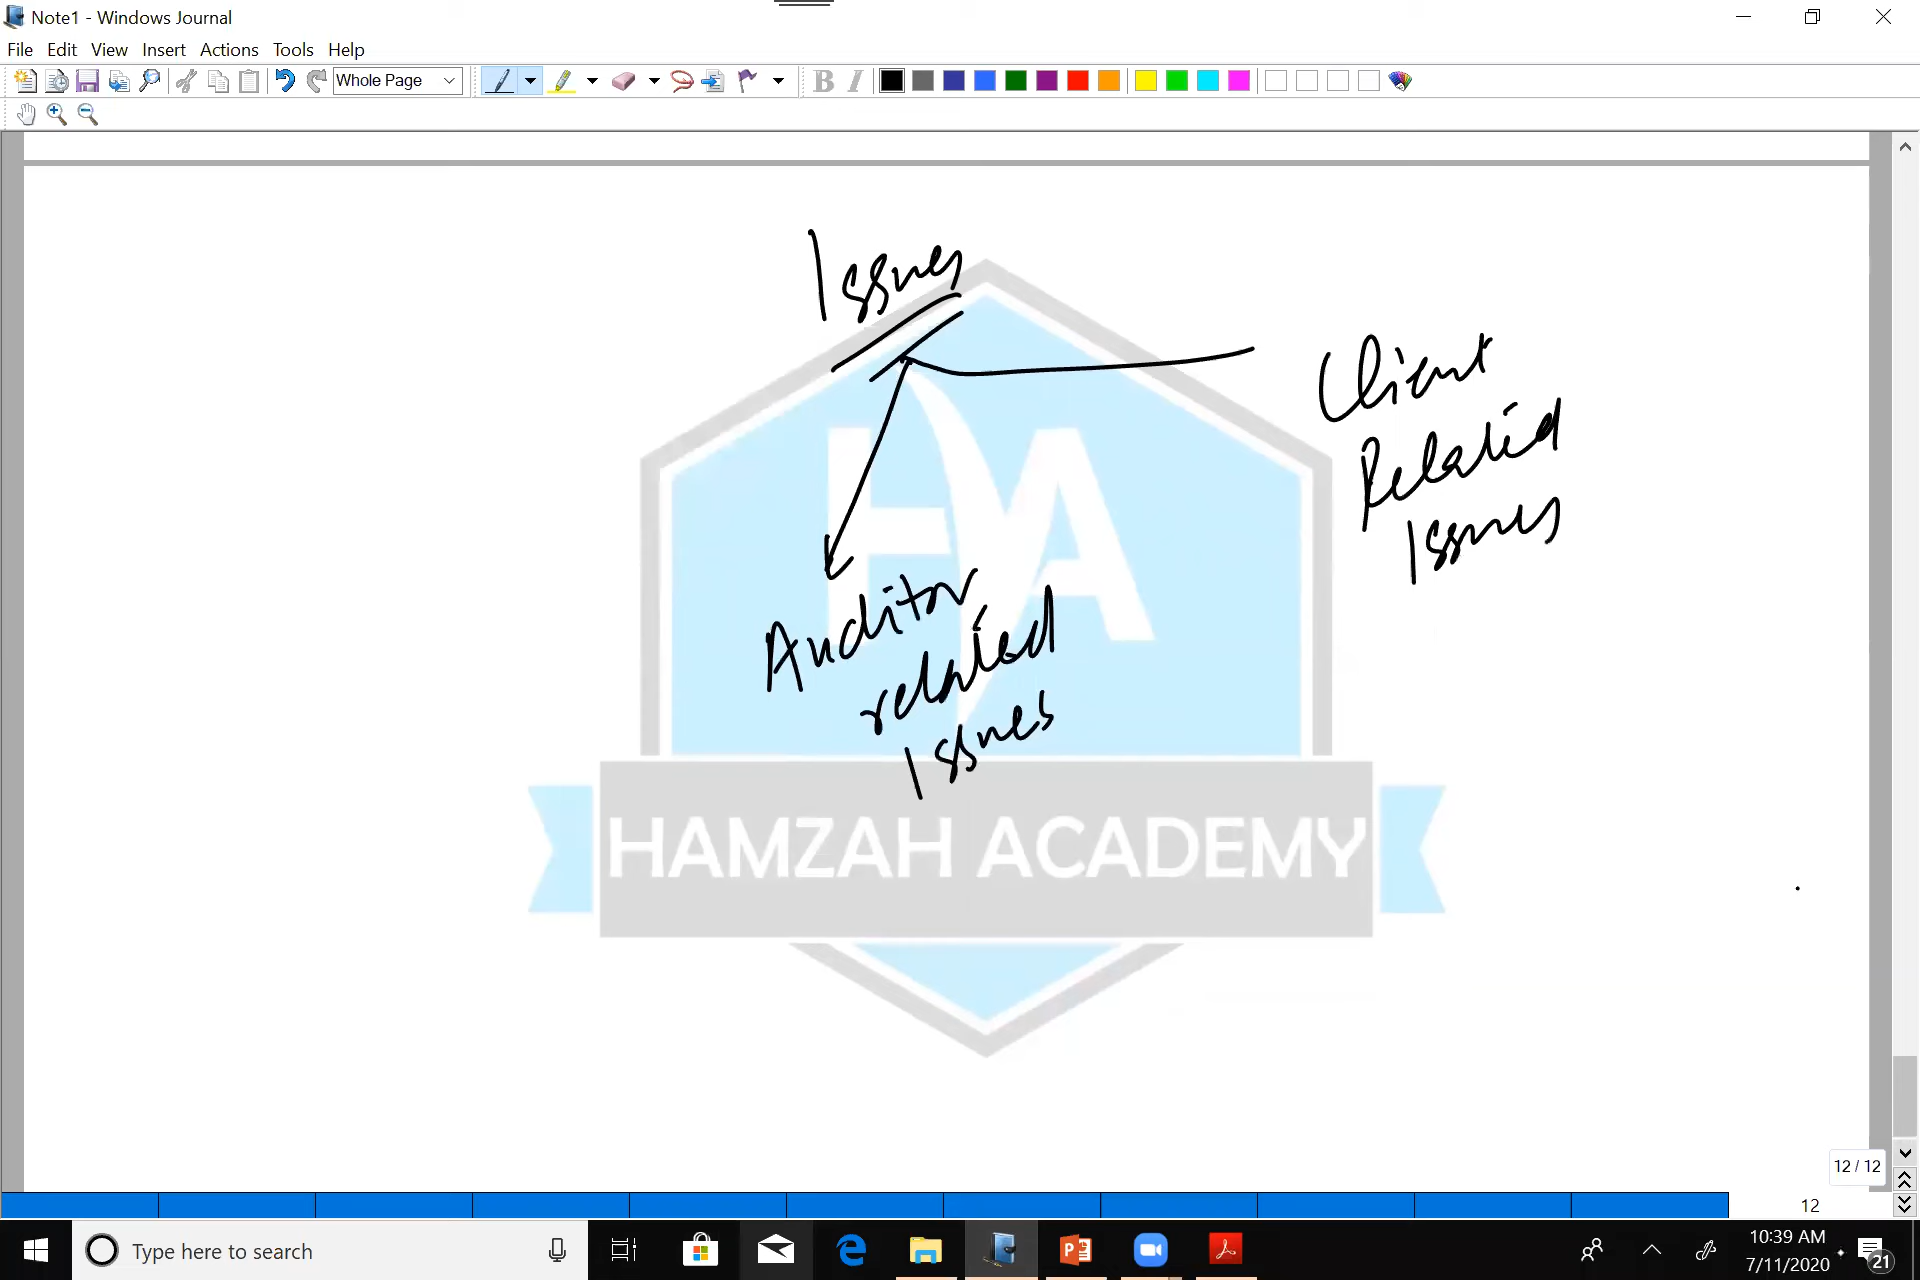 Note1 - Windows Journal
File Edit View Insert Actions Tools Help
Whole Page
B I
Issues
Client
Related
Issues
Auditor
related
Issues
HA
HAMZAH ACADEMY
12 / 12
12
Type here to search
10:39 AM
7/11/2020
21